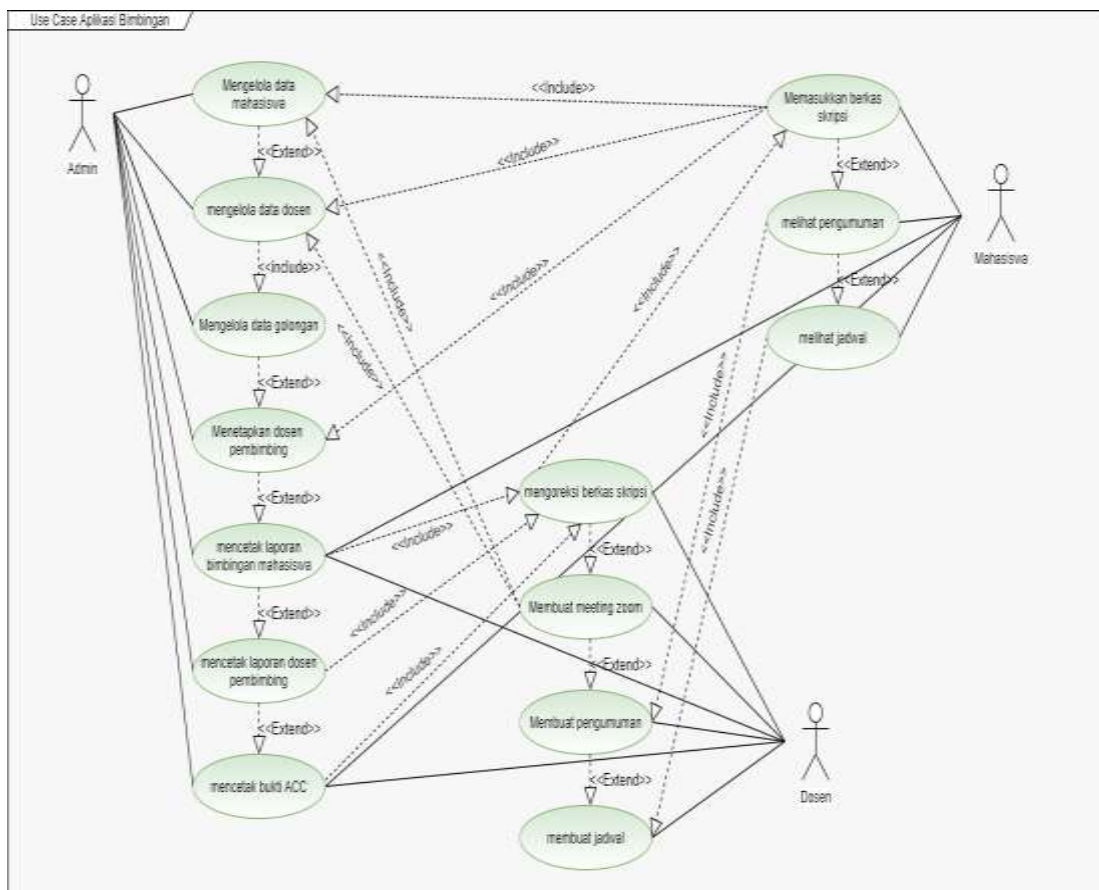 Use Case Aplikasi Bimbingan
Mengelola data
mahasiswa
<<Include>>
Memasukkan berkas
skripsi
Admin
<<Extend>>
<<Include>>
<<Extend>>
mengelola data dosen
melihat pengumuman
Mahasiswa
<<Include>>
<<Include>>
<<Include>>
<<Include>>
<<Extend>>
Mengelola data golongan
melihat jadwal
<<Include>>
<<Extend>>
<<Include>>
Menetapkan dosen
pembimbing
<<Include>>
<<Extend>>
mengoreksi berkas skripsi
mencetak laporan
bimbingan mahasiswa
<<Include>>
<<Extend>>
<<Extend>>
<<Include>>
Membuat meeting zoom
mencetak laporan dosen
pembimbing
<<Include>>
<<Extend>>
<<Extend>>
Membuat pengumuman
mencetak bukti ACC
<<Extend>>
Dosen
membuat jadwal